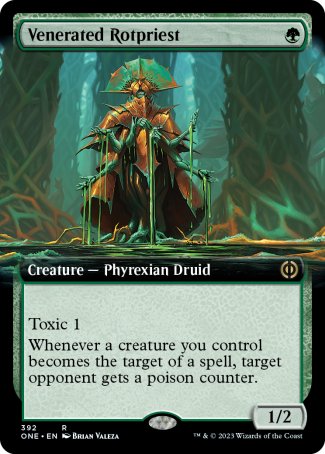 Venerated Rotpriest
Creature — Phyrexian Druid
Toxic 1
Whenever a creature you control
becomes the target of a spell, target
opponent gets a poison counter.
1/2
392 R
ONE • EN Brian Valeza
™ & © 2023 Wizards of the Coast